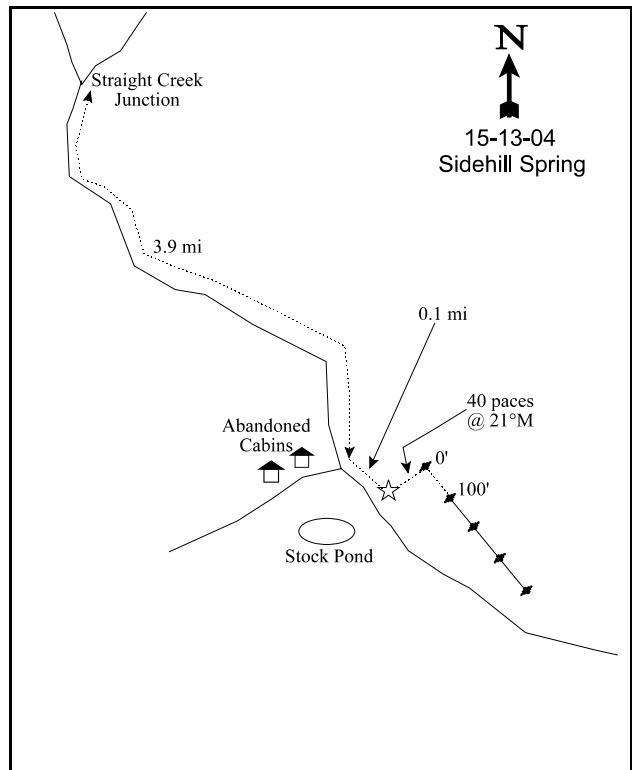 N
Straight Creek
Junction
15-13-04
Sidehill Spring
3.9 mi
0.1 mi
40 paces
@ 21°M
Abandoned
Cabins
0'
100'
Stock Pond